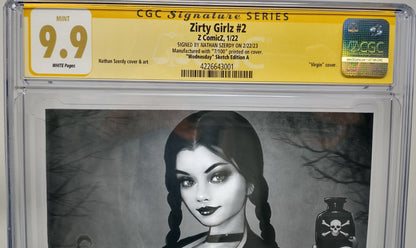 CGC Signature SERIES
MINT
9.9
WHITE Pages
Zirty Girlz #2
Z ComicZ, 1/22
SIGNED BY NATHAN SZERDY ON 2/22/23
Manufactured with "7/100" printed on cover.
"Wednesday" Sketch Edition A
Nathan Szerdy cover & art
"Virgin" cover.
4226643001
CGC